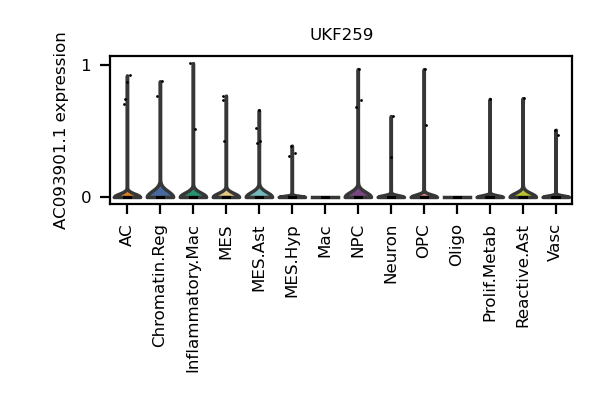 UKF259
AC093901.1 expression
1
0
AC
Chromatin.Reg
Inflammatory.Mac
MES
MES.Ast
MES.Hyp
Mac
NPC
Neuron
OPC
Oligo
Prolif.Metab
Reactive.Ast
Vasc